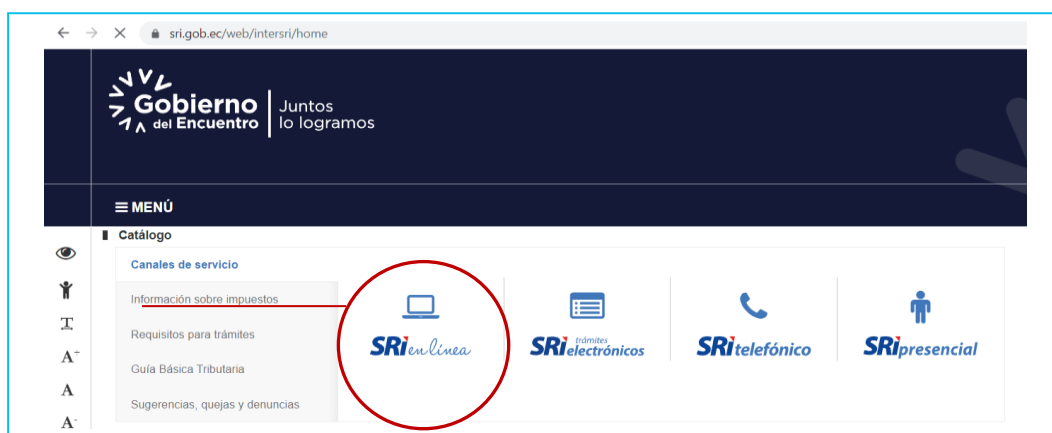 sri.gob.ec/web/intersri/home
Gobierno
del Encuentro
Juntos
lo logramos
MENÚ
Catálogo
Canales de servicio
Información sobre impuestos
Requisitos para trámites
Guía Básica Tributaria
Sugerencias, quejas y denuncias
SRi en línea
SRi trámites electrónicos
SRi telefónico
SRi presencial
T
A+
A
A-